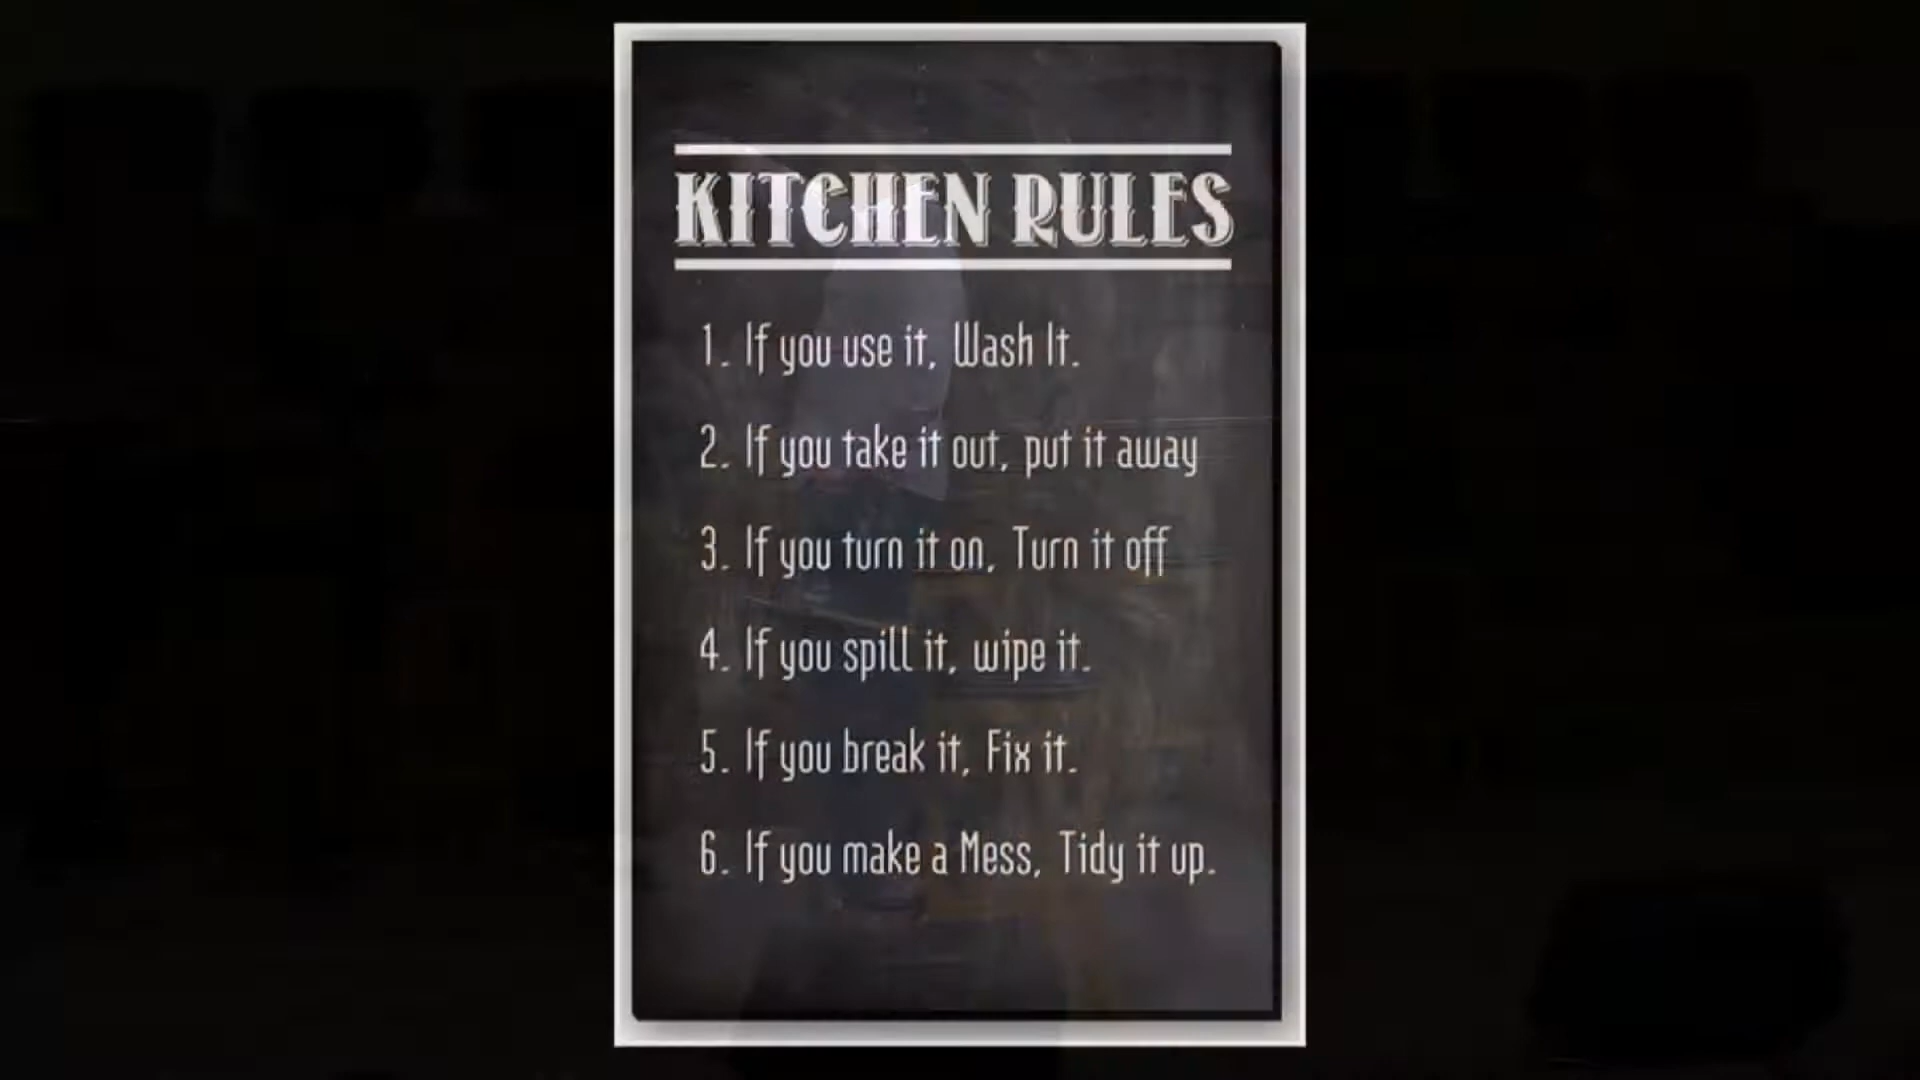 KITCHEN RULES
1. If you use it, Wash It.
2. If you take it out, put it away
3. If you turn it on, Turn it off
4. If you spill it, wipe it.
5. If you break it, Fix it.
6. If you make a Mess, Tidy it up.